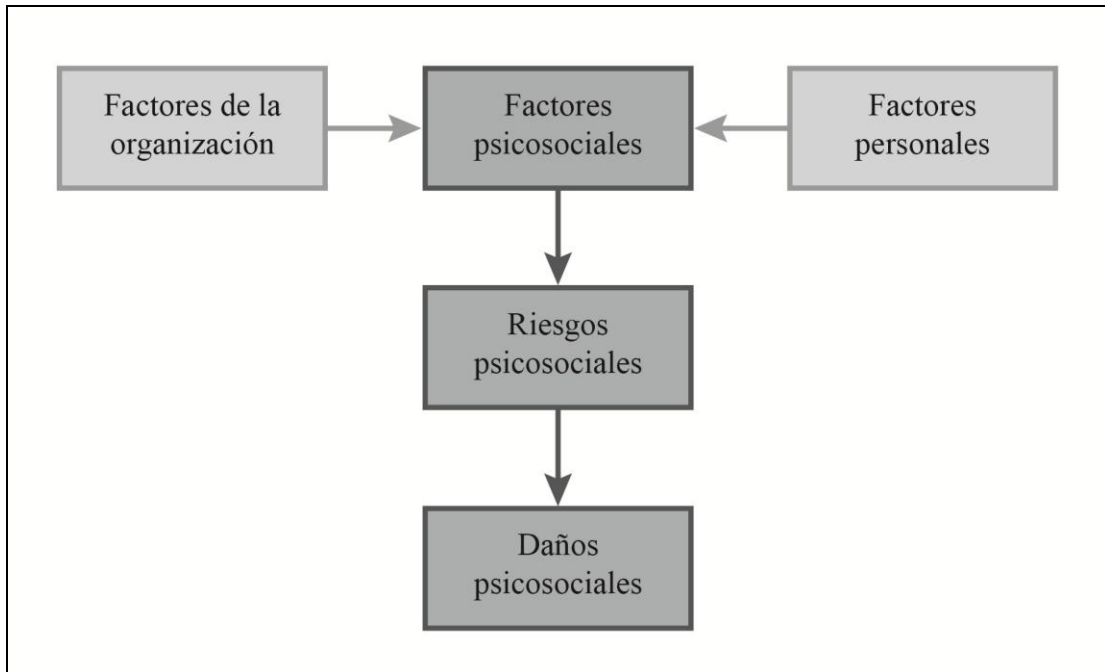 Factores de la
organización
Factores
psicosociales
Factores
personales
Riesgos
psicosociales
Daños
psicosociales